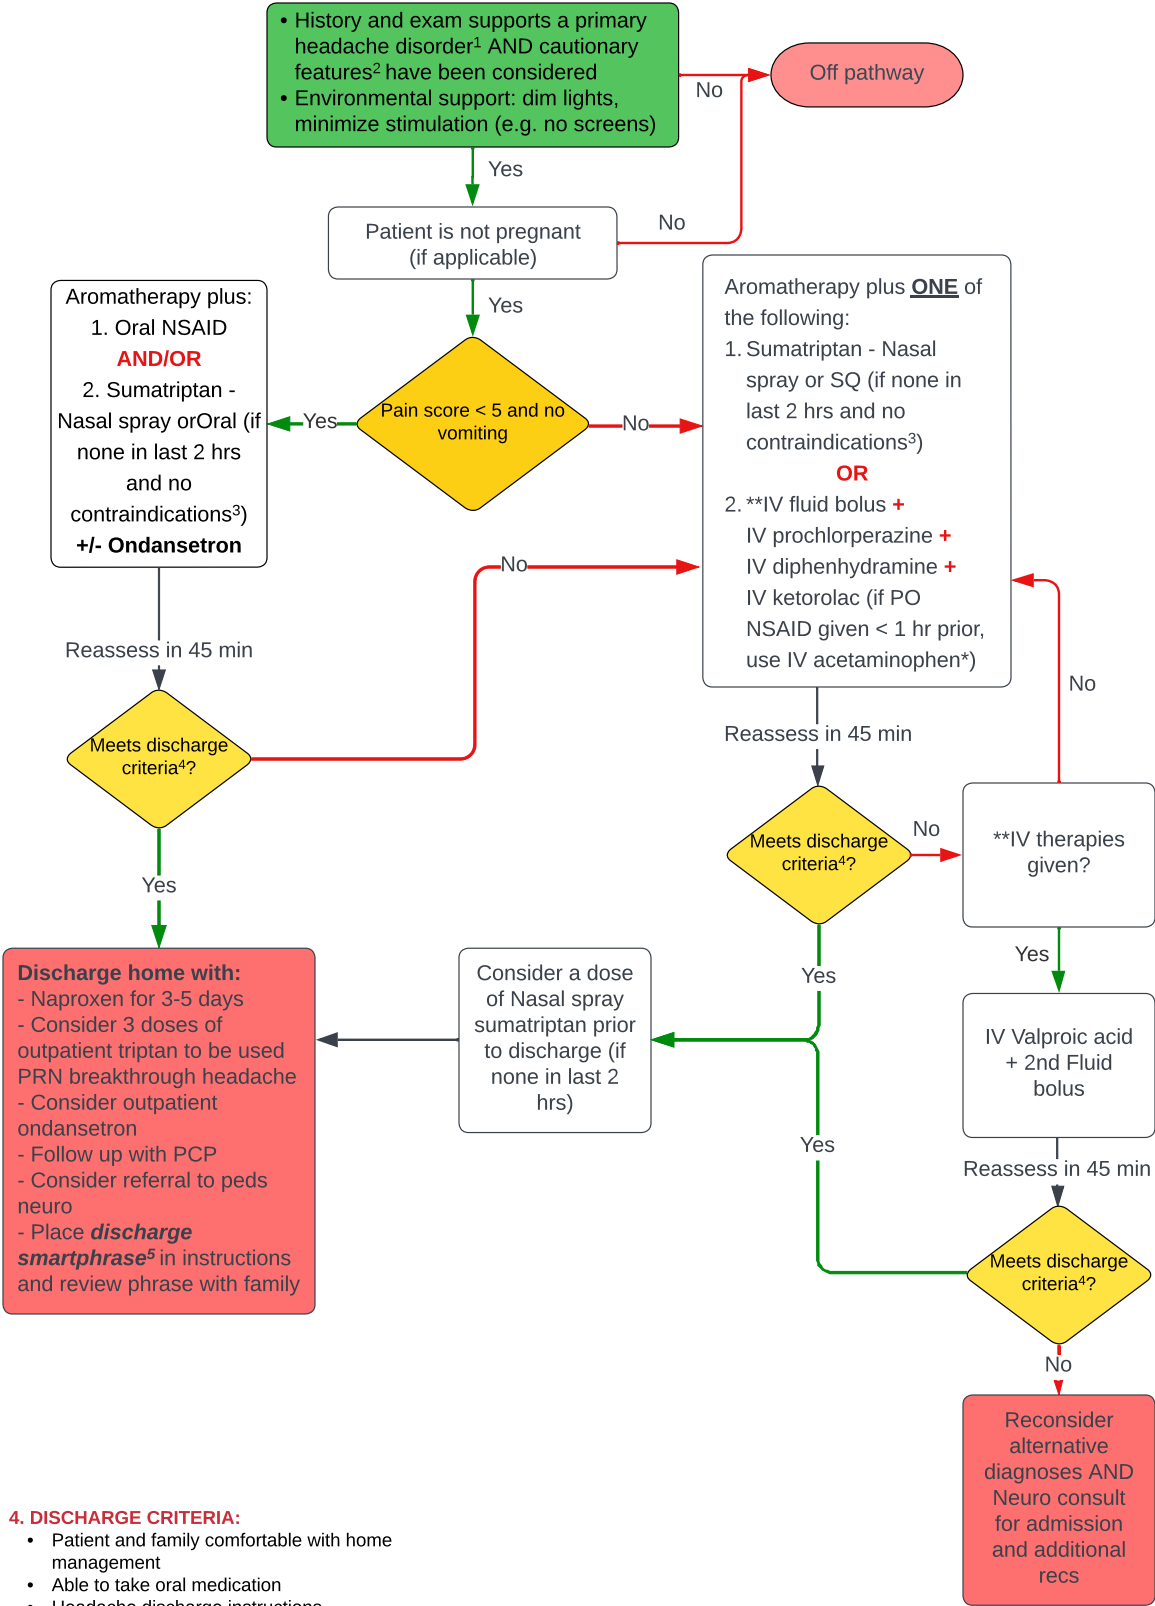 • History and exam supports a primary
headache disorder¹ AND cautionary
features² have been considered
• Environmental support: dim lights,
minimize stimulation (e.g. no screens)
Off pathway
No
Yes
Patient is not pregnant
(if applicable)
No
Yes
Pain score < 5 and no
vomiting
Yes
No
Aromatherapy plus:
1. Oral NSAID
AND/OR
2. Sumatriptan -
Nasal spray orOral (if
none in last 2 hrs
and no
contraindications³)
+/- Ondansetron
Aromatherapy plus ONE of
the following:
1. Sumatriptan - Nasal
spray or SQ (if none in
last 2 hrs and no
contraindications³)
OR
2. **IV fluid bolus +
IV prochlorperazine +
IV diphenhydramine +
IV ketorolac (if PO
NSAID given < 1 hr prior,
use IV acetaminophen*)
No
Reassess in 45 min
Meets discharge
criteria⁴?
Yes
Reassess in 45 min
Meets discharge
criteria⁴?
No
**IV therapies
given?
No
Yes
Yes
IV Valproic acid
+ 2nd Fluid
bolus
Reassess in 45 min
Meets discharge
criteria⁴?
Yes
No
Consider a dose
of Nasal spray
sumatriptan prior
to discharge (if
none in last 2
hrs)
Discharge home with:
- Naproxen for 3-5 days
- Consider 3 doses of
outpatient triptan to be used
PRN breakthrough headache
- Consider outpatient
ondansetron
- Follow up with PCP
- Consider referral to peds
neuro
- Place discharge
smartphrase⁵ in instructions
and review phrase with family
Reconsider
alternative
diagnoses AND
Neuro consult
for admission
and additional
recs
4. DISCHARGE CRITERIA:
• Patient and family comfortable with home
management
• Able to take oral medication
• Headache discharge instructions